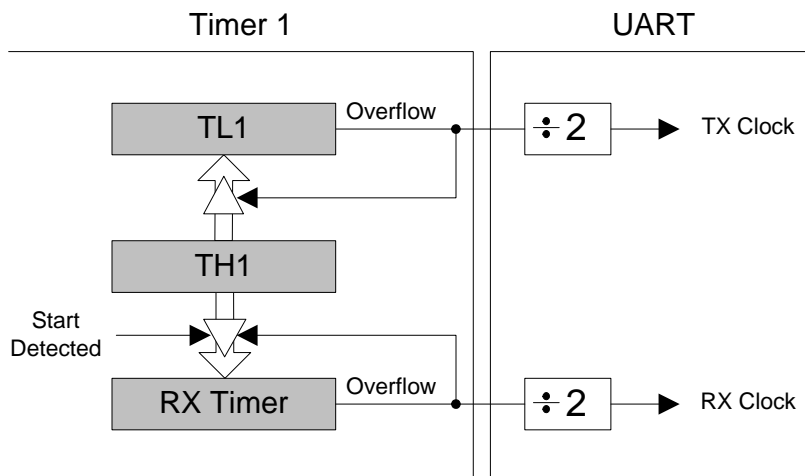 Timer 1
UART
TL1
Overflow
÷2
TX Clock
TH1
Start
Detected
RX Timer
Overflow
÷2
RX Clock